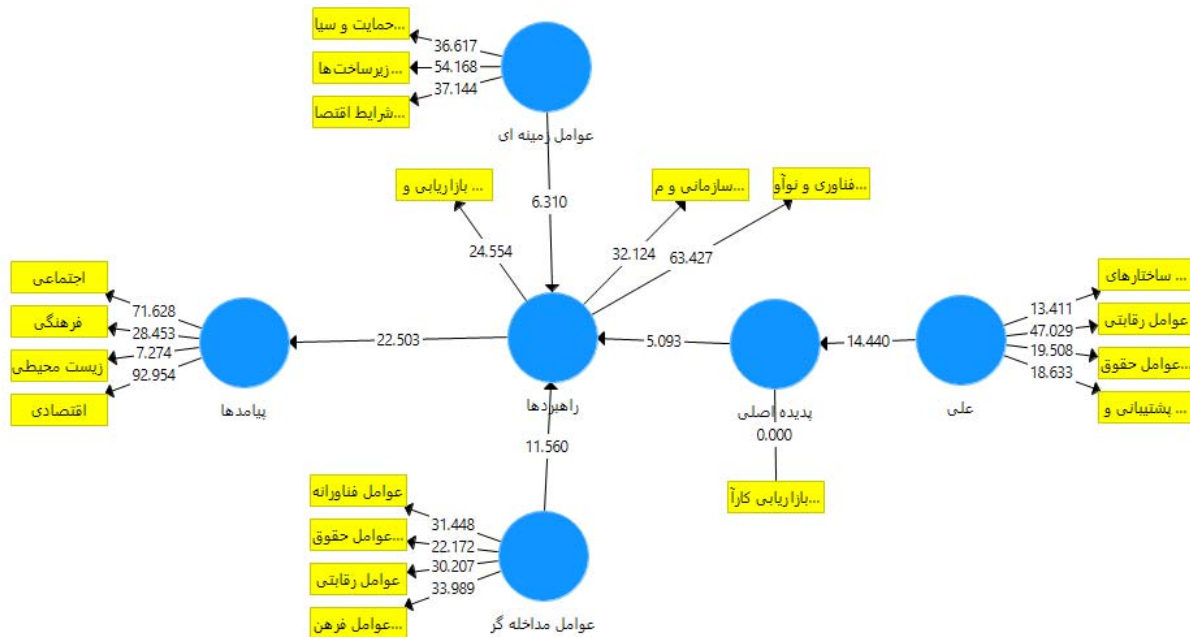 حمایت و سیا...
36.617
زیرساخت‌ها...
54.168
شرایط اقتصا...
37.144
عوامل زمینه ای
6.310
بازاریابی و ...
24.554
سازمانی و م...
32.124
فناوری و نوآو...
63.427
اجتماعی
71.628
فرهنگی
28.453
زیست محیطی
7.274
اقتصادی
92.954
پیامدها
22.503
راهبردها
5.093
پدیده اصلی
0.000
بازاریابی کارآ...
14.440
علی
ساختارهای ...
13.411
عوامل رقابتی
47.029
عوامل حقوق...
19.508
پشتیبانی و ...
18.633
11.560
عوامل فناورانه
31.448
عوامل حقوق...
22.172
عوامل رقابتی
30.207
عوامل فرهن...
33.989
عوامل مداخله گر